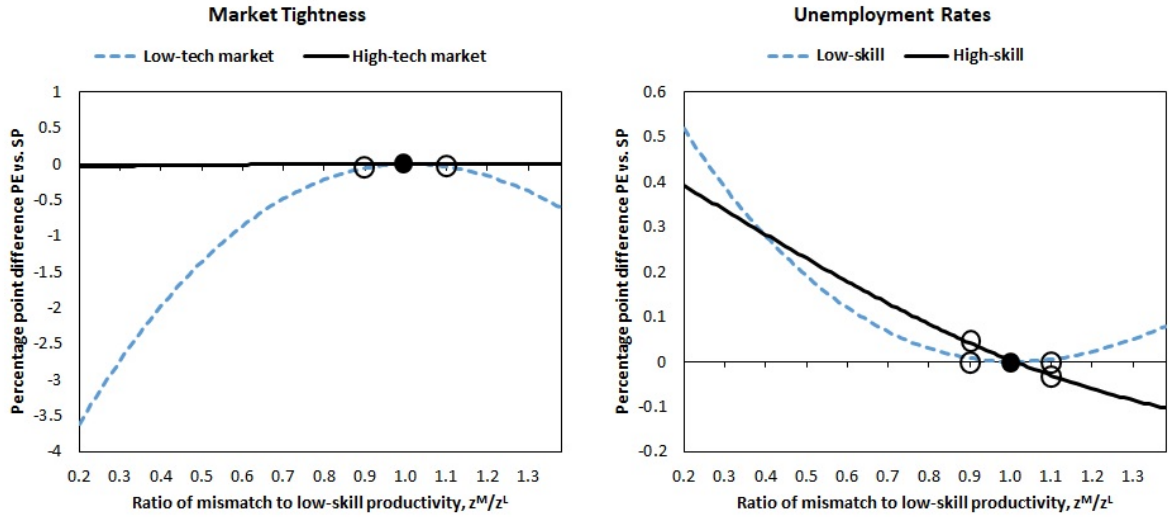 Market Tightness
Low-tech market
High-tech market
Percentage point difference PE vs. SP
1
0.5
0
-0.5
-1
-1.5
-2
-2.5
-3
-3.5
-4
0.2 0.3 0.4 0.5 0.6 0.7 0.8 0.9 1.0 1.1 1.2 1.3
Ratio of mismatch to low-skill productivity, zᴹ/zᴸ
Unemployment Rates
Low-skill
High-skill
Percentage point difference PE vs. SP
0.6
0.5
0.4
0.3
0.2
0.1
0
-0.1
-0.2
0.2 0.3 0.4 0.5 0.6 0.7 0.8 0.9 1.0 1.1 1.2 1.3
Ratio of mismatch to low-skill productivity, zᴹ/zᴸ